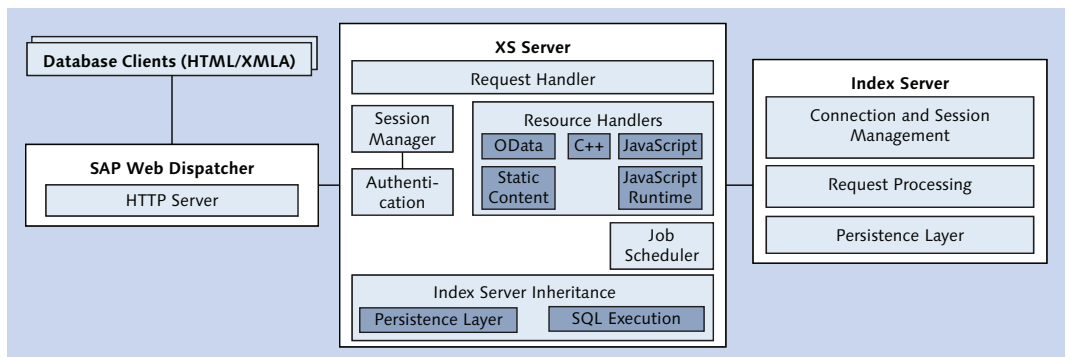 Database Clients (HTML/XMLA)
SAP Web Dispatcher
HTTP Server
XS Server
Request Handler
Session
Manager
Authenti-
cation
Resource Handlers
OData
C++
JavaScript
Static
Content
JavaScript
Runtime
Job
Scheduler
Index Server Inheritance
Persistence Layer
SQL Execution
Index Server
Connection and Session
Management
Request Processing
Persistence Layer